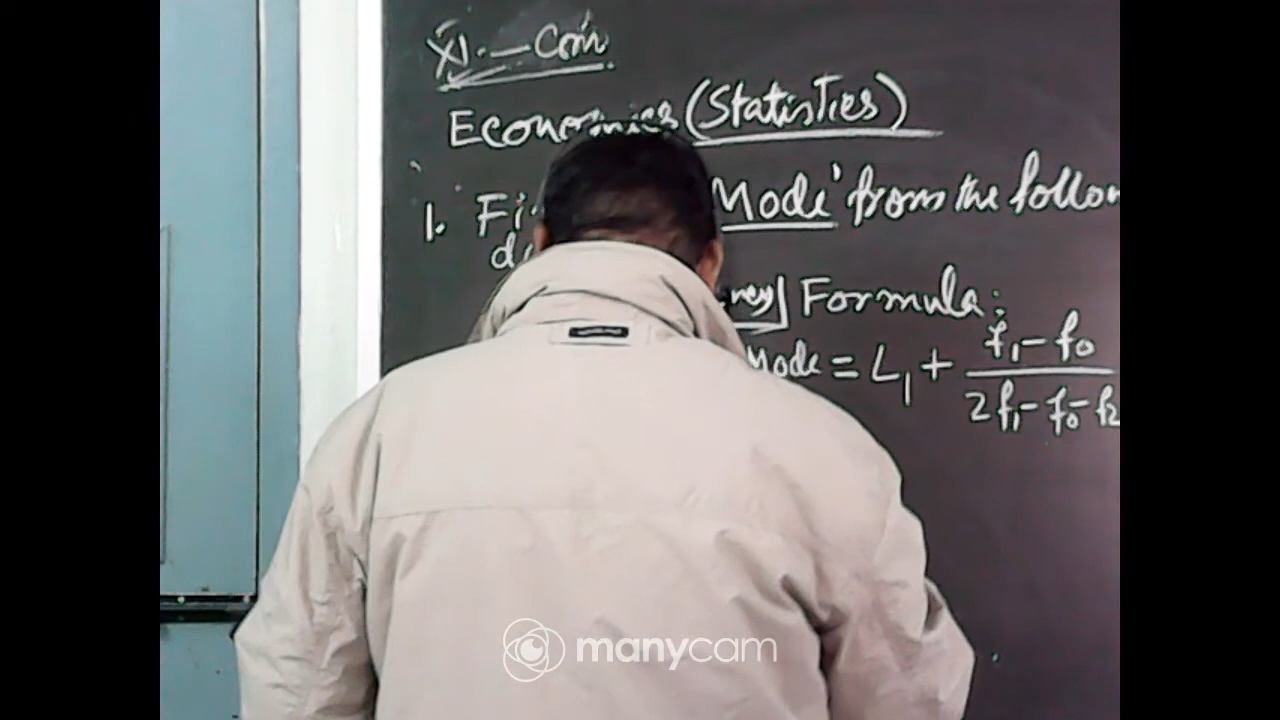 XI - Com
Economics (Statistics)
1. Fi Mode' from the follow
d
ncy Formula:
Mode = L₁ + f₁ - f₀
2f₁ - f₀ - f₂
manycam